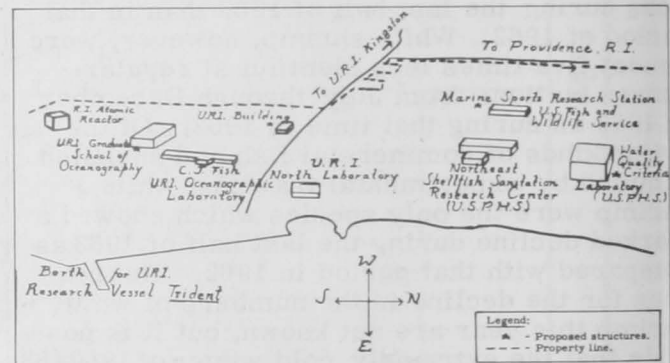 To U.R.I. Kingston
To Providence, R.I.
R.I. Atomic
Reactor
U.R.I. Building
Marine Sports Research Station
U.S. Fish and
Wildlife Service
URI Graduate
School of
Oceanography
C. J. Fish
URI, Oceanographic
Laboritory
U.R.I.
North Laboratory
Northeast
Shellfish Sanitation
Research Center
(U.S.P.H.S.)
Water
Quality
Criteria
Laboratory
(U.S.P.H.S.)
Berth for U.R.I.
Research Vessel Trident
W
S
N
E
Legend:
- Proposed structures.
- Property line.